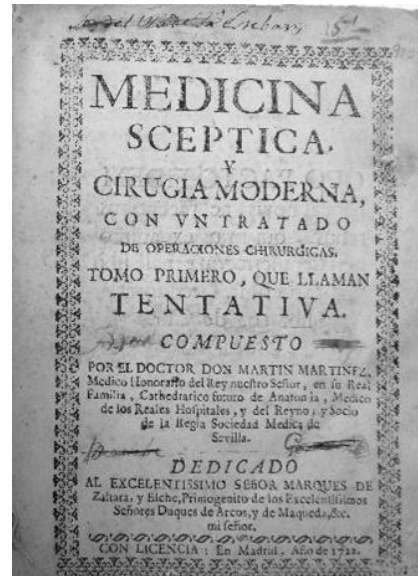 5
MEDICINA
SCEPTICA,
Y
CIRUGIA MODERNA,
CON VN TRATADO
DE OPERACIONES CHIRURGICAS.
TOMO PRIMERO, QUE LLAMAN
TENTATIVA.
COMPUESTO
POR EL DOCTOR DON MARTIN MARTINEZ,
Medico Honorario del Rey nuestro Señor, en su Real
Familia, Cathedratico futuro de Anatomia, Medico
de los Reales Hospitales, y del Reyno; y Socio
de la Regia Sociedad Medica de
Sevilla.
DEDICADO
AL EXCELENTISSIMO SEÑOR MARQUES DE
Zahara, y Elche, Primogenito de los Excelentissimos
Señores Duques de Arcos, y de Maqueda, &c.
mi señor.
CON LICENCIA: En Madrid, Año de 1722.